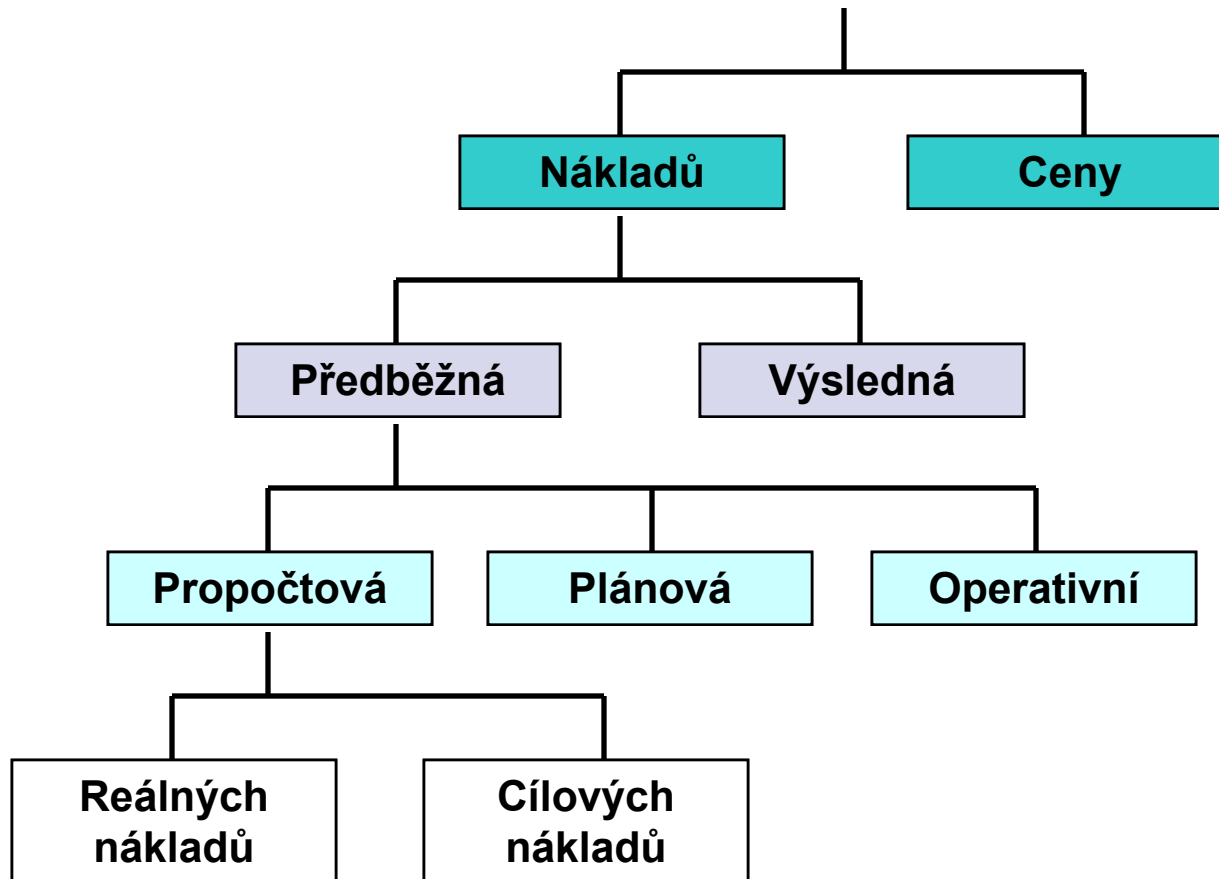 Nákladů
Ceny
Předběžná
Výsledná
Propočtová
Plánová
Operativní
Reálných
nákladů
Cílových
nákladů